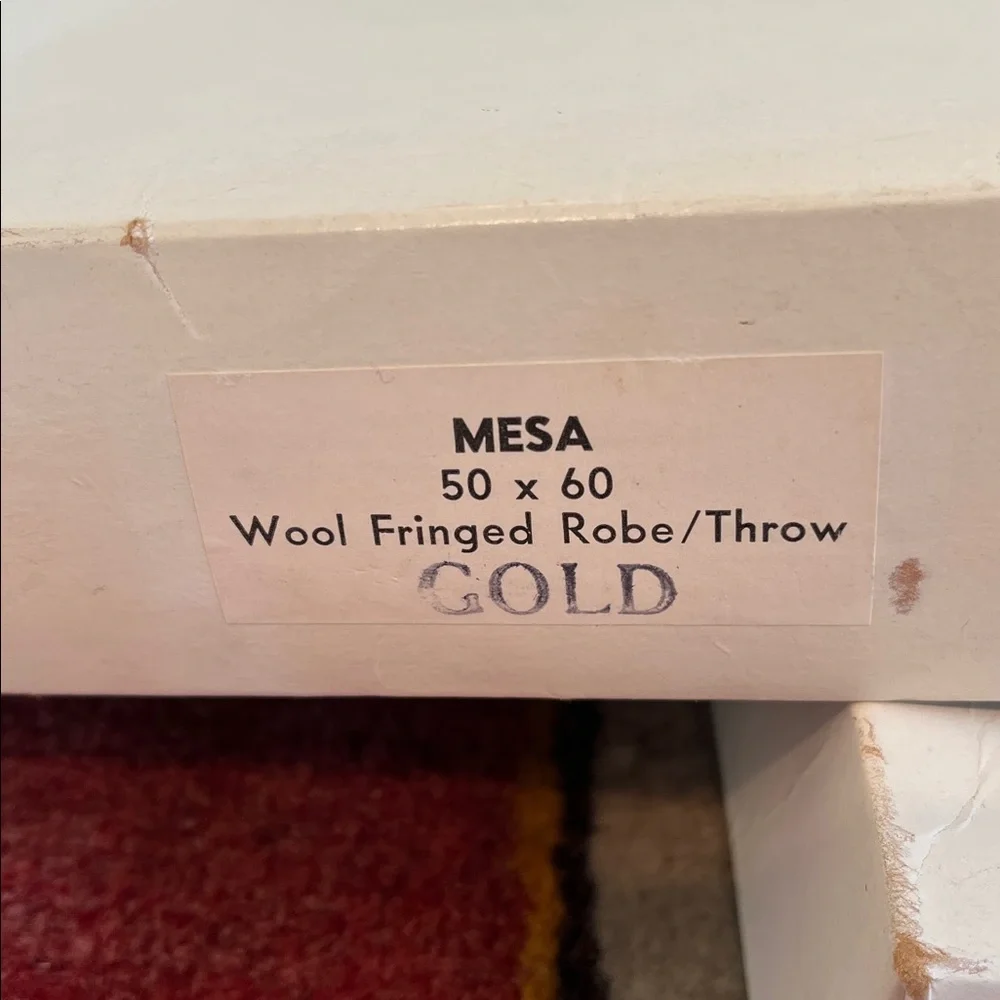 MESA
50 x 60
Wool Fringed Robe/Throw
GOLD